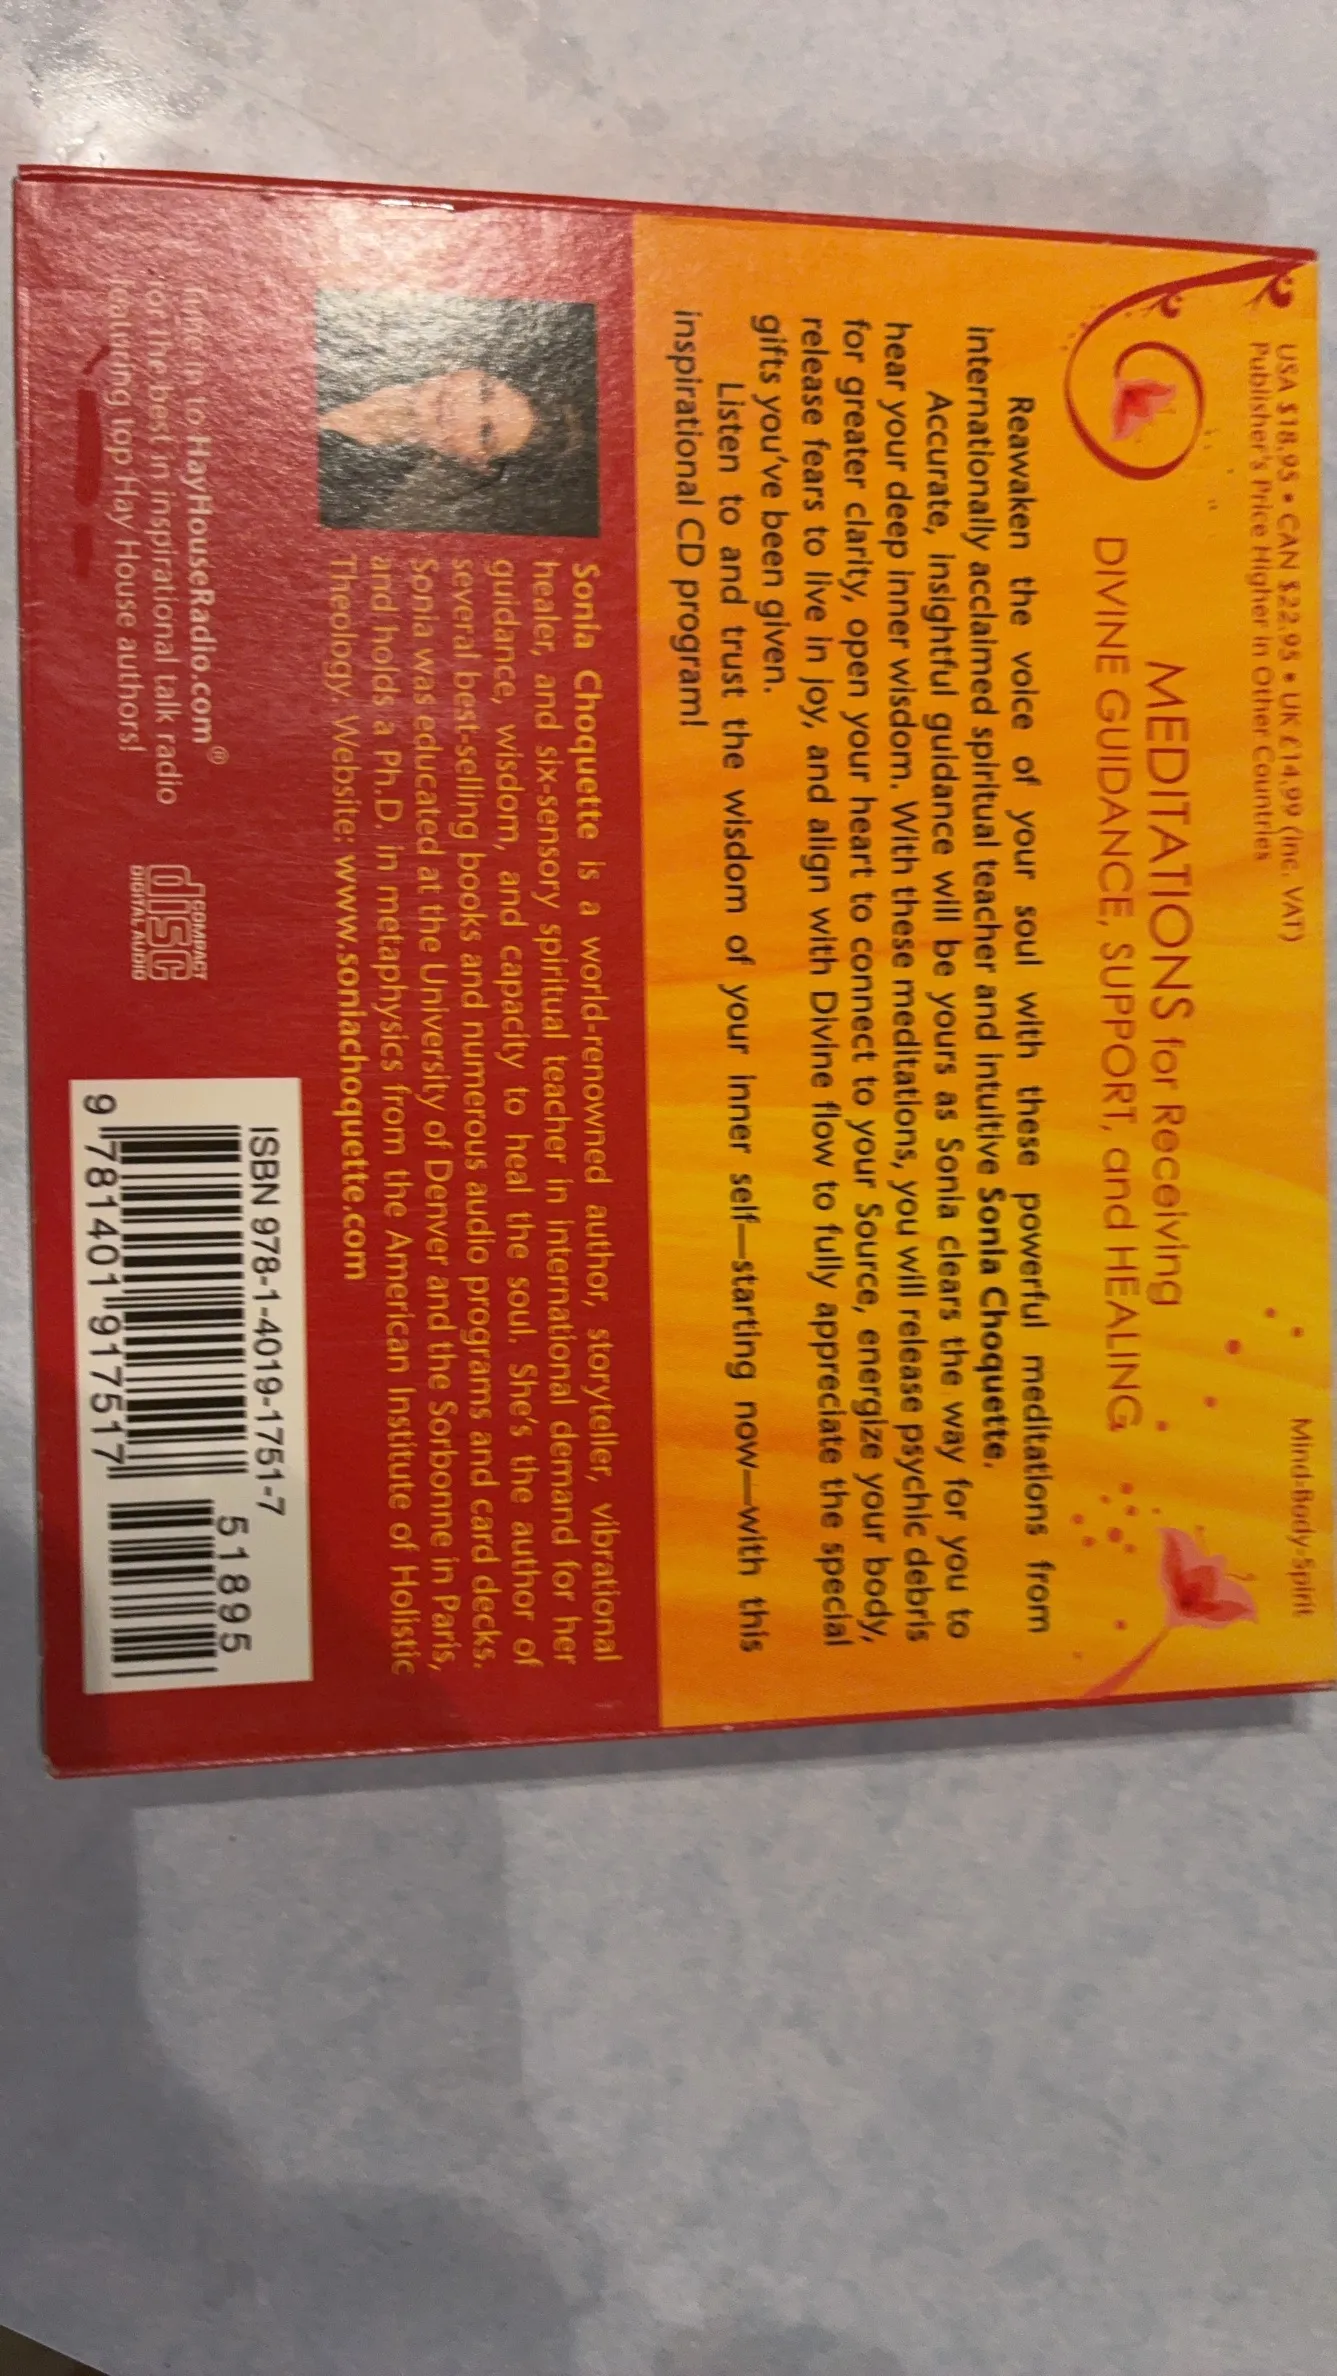 USA $18.95 • CAN $22.95 • UK £14.99 (inc. VAT)
Publisher's Price Higher in Other Countries
Mind-Body-Spirit
MEDITATIONS for Receiving
DIVINE GUIDANCE, SUPPORT, and HEALING
Reawaken the voice of your soul with these powerful meditations from
internationally acclaimed spiritual teacher and intuitive Sonia Choquette.
Accurate, insightful guidance will be yours as Sonia clears the way for you to
hear your deep inner wisdom. With these meditations, you will release psychic debris
for greater clarity, open your heart to connect to your Source, energize your body,
release fears to live in joy, and align with Divine flow to fully appreciate the special
gifts you've been given.
Listen to and trust the wisdom of your inner self—starting now—with this
inspirational CD program!
Sonia Choquette is a world-renowned author, storyteller, vibrational
healer, and six-sensory spiritual teacher in international demand for her
guidance, wisdom, and capacity to heal the soul. She's the author of
several best-selling books and numerous audio programs and card decks.
Sonia was educated at the University of Denver and the Sorbonne in Paris,
and holds a Ph.D. in metaphysics from the American Institute of Holistic
Theology. Website: www.soniachoquette.com
Tune in to HayHouseRadio.com®
for the best in inspirational talk radio
featuring top Hay House authors!
COMPACT
disc
DIGITAL AUDIO
ISBN 978-1-4019-1751-7
51895
9 781401 917517